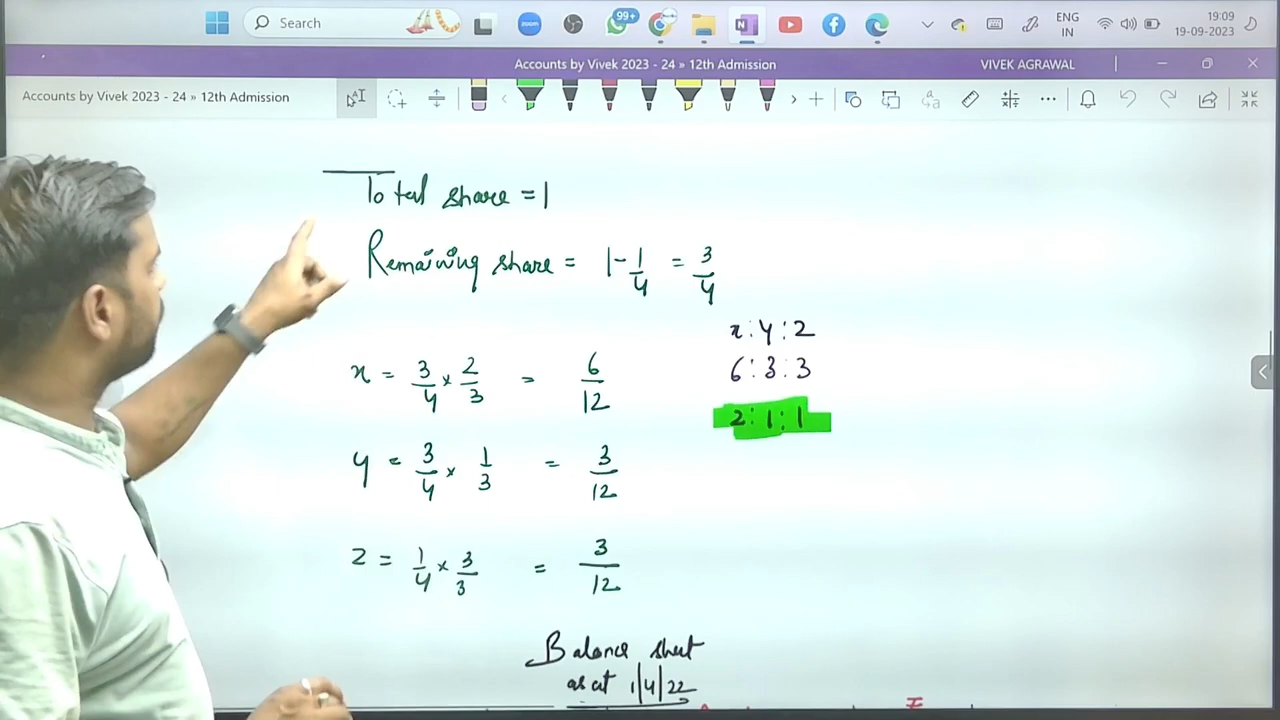 Search
99+
zoom
ENG
IN
19:09
19-09-2023
Accounts by Vivek 2023 - 24 » 12th Admission
VIVEK AGRAWAL
Accounts by Vivek 2023 - 24 » 12th Admission
Total share = 1
Remaining share = 1 - 1/4 = 3/4
x : y : z
6 : 3 : 3
2 : 1 : 1
x = 3/4 × 2/3 = 6/12
y = 3/4 × 1/3 = 3/12
z = 1/4 × 3/3 = 3/12
Balance sheet
as at 1/4/22